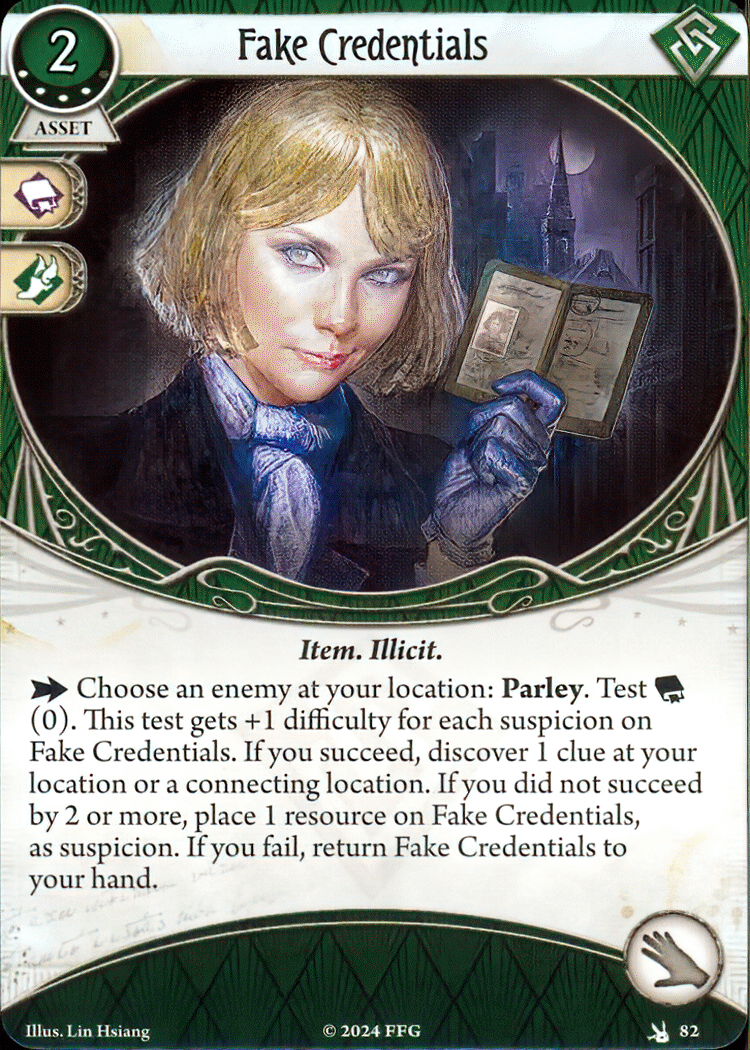 2
Fake Credentials
ASSET
Item. Illicit.
Choose an enemy at your location: Parley. Test
(0). This test gets +1 difficulty for each suspicion on
Fake Credentials. If you succeed, discover 1 clue at your
location or a connecting location. If you did not succeed
by 2 or more, place 1 resource on Fake Credentials,
as suspicion. If you fail, return Fake Credentials to
your hand.
Illus. Lin Hsiang
© 2024 FFG
82